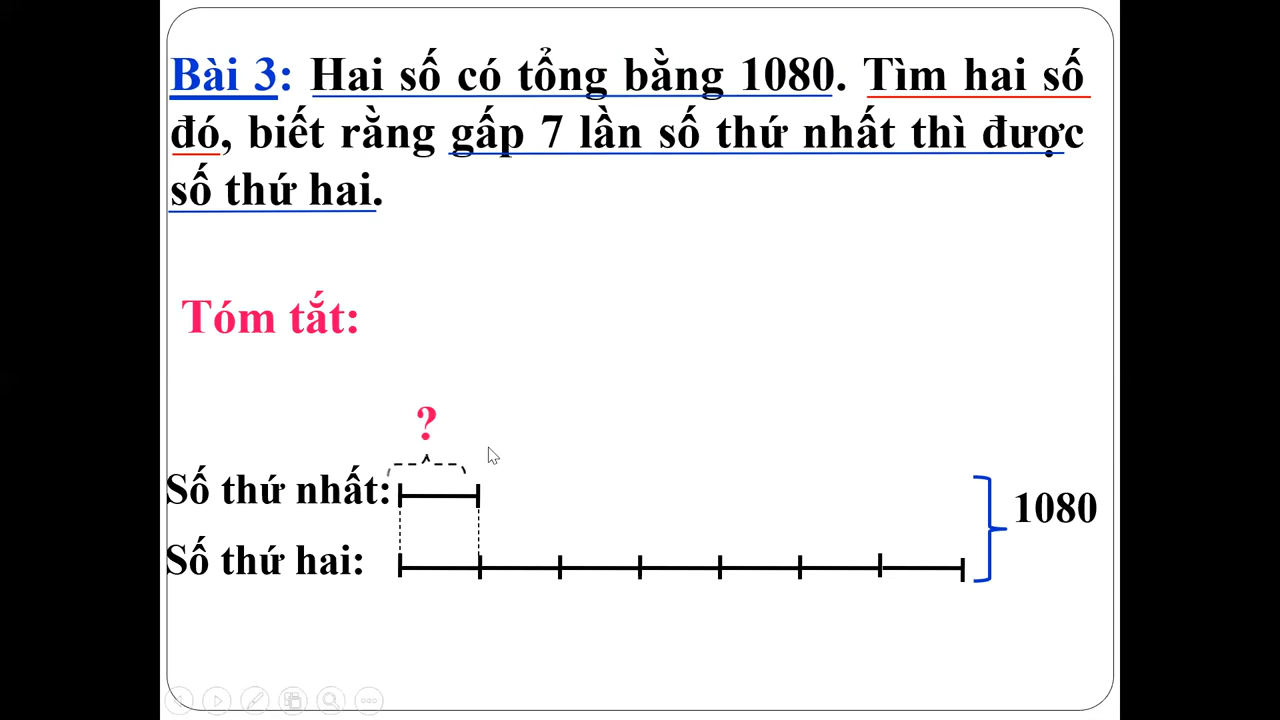 Bài 3: Hai số có tổng bằng 1080. Tìm hai số
đó, biết rằng gấp 7 lần số thứ nhất thì được
số thứ hai.
Tóm tắt:
?
Số thứ nhất:
1080
Số thứ hai: